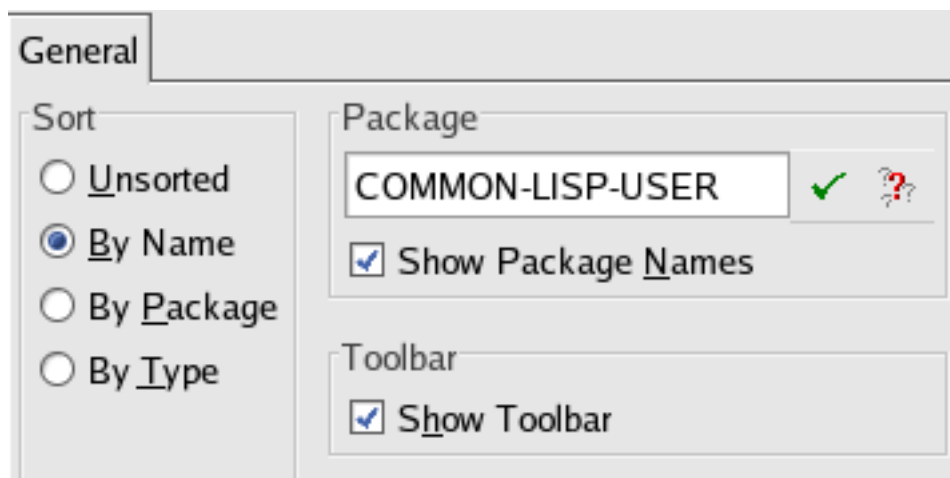 General
Sort
Unsorted
By Name
By Package
By Type
Package
COMMON-LISP-USER
Show Package Names
Toolbar
Show Toolbar